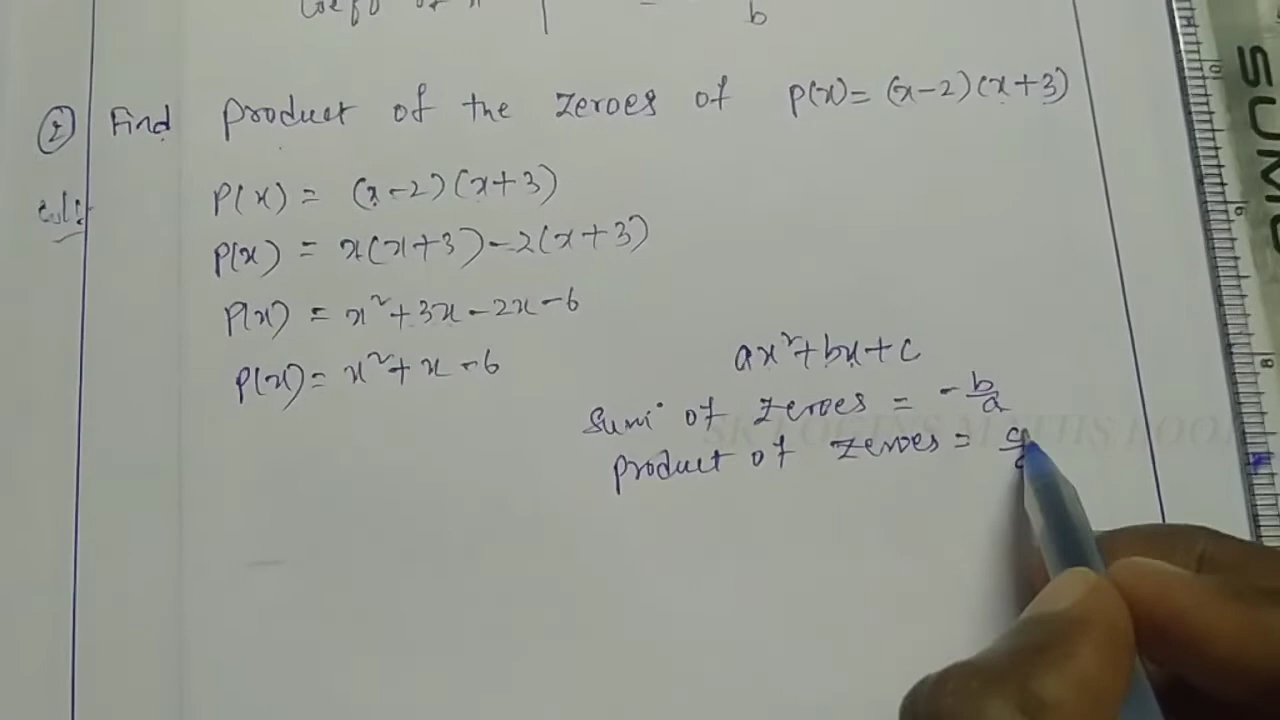 b
② Find product of the zeroes of p(x) = (x-2)(x+3)
P(x) = (x-2)(x+3)
P(x) = x(x+3)-2(x+3)
P(x) = x²+3x-2x-6
P(x) = x²+x-6
ax²+bx+c
Sum of zeroes = -b/a
product of zeroes = c/